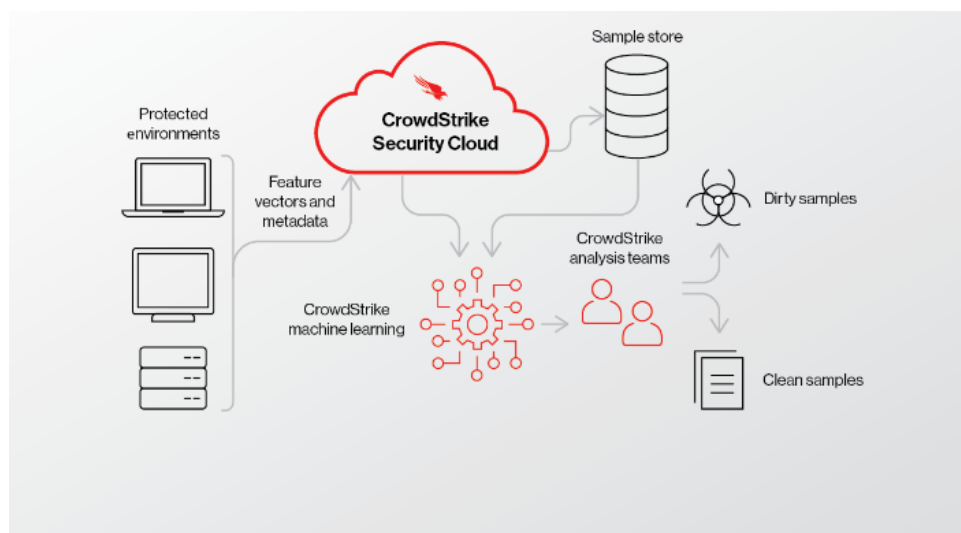 Sample store
CrowdStrike
Security Cloud
Protected
environments
Feature
vectors and
metadata
Dirty samples
CrowdStrike
analysis teams
CrowdStrike
machine learning
Clean samples